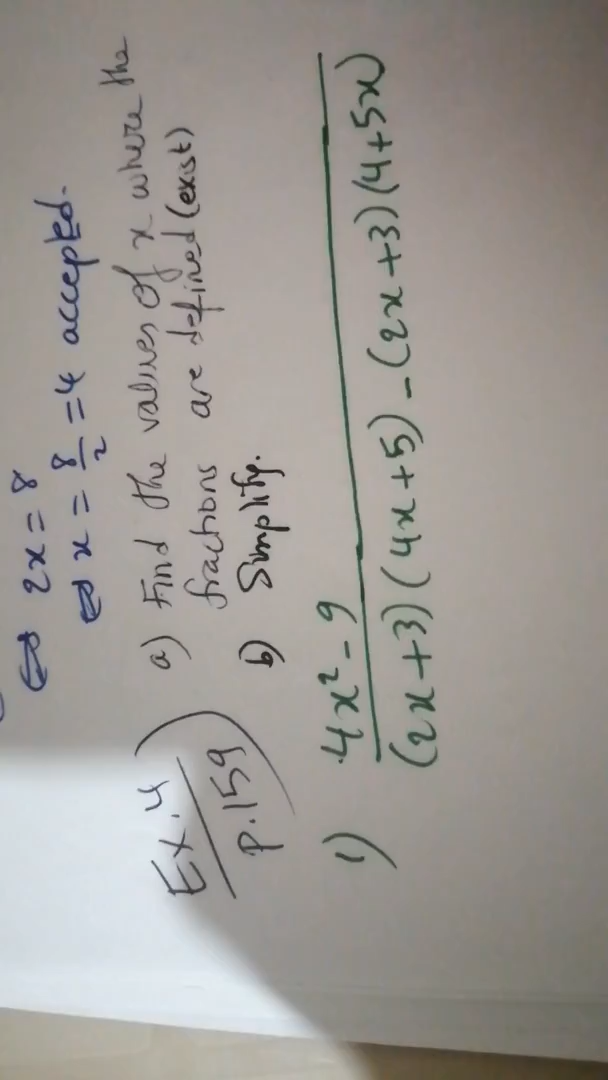 ⇔ 2x = 8
⇔ x = 8/2 = 4 accepted.
Ex.4
p.159
a) Find the values of x where the
fractions are defined (exist)
b) Simplify.
1) 4x² - 9
(2x+3)(4x+5) - (2x+3)(4+5x)